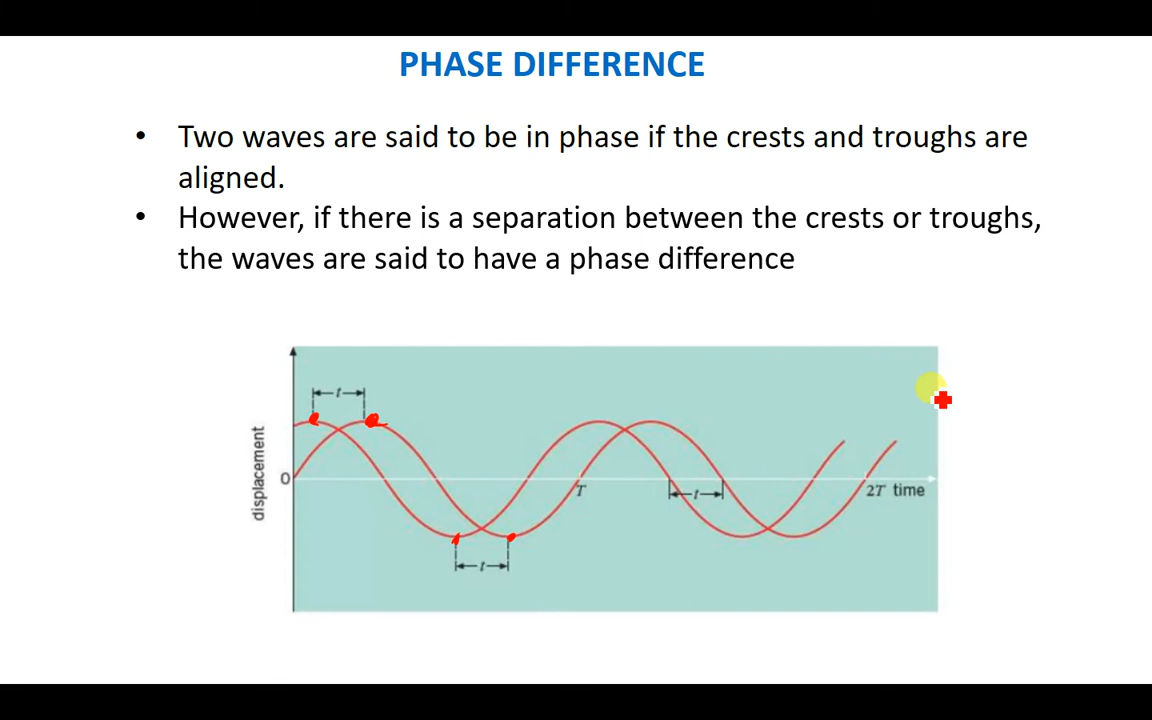 PHASE DIFFERENCE
• Two waves are said to be in phase if the crests and troughs are
aligned.
• However, if there is a separation between the crests or troughs,
the waves are said to have a phase difference
t
displacement
0
T
t
2T time
t